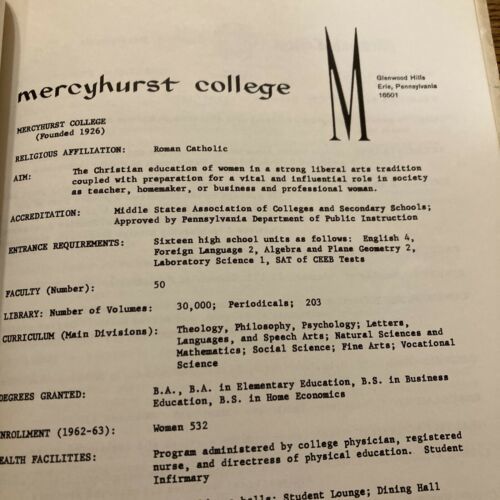 mercyhurst college
M
Glenwood Hills
Erie, Pennsylvania
16501
MERCYHURST COLLEGE
(Founded 1926)
RELIGIOUS AFFILIATION: Roman Catholic
AIM: The Christian education of women in a strong liberal arts tradition
coupled with preparation for a vital and influential role in society
as teacher, homemaker, or business and professional woman.
ACCREDITATION: Middle States Association of Colleges and Secondary Schools;
Approved by Pennsylvania Department of Public Instruction
ENTRANCE REQUIREMENTS: Sixteen high school units as follows: English 4,
Foreign Language 2, Algebra and Plane Geometry 2,
Laboratory Science 1, SAT of CEEB Tests
FACULTY (Number): 50
LIBRARY: Number of Volumes: 30,000; Periodicals; 203
CURRICULUM (Main Divisions): Theology, Philosophy, Psychology; Letters,
Languages, and Speech Arts; Natural Sciences and
Mathematics; Social Science; Fine Arts; Vocational
Science
DEGREES GRANTED: B.A., B.A. in Elementary Education, B.S. in Business
Education, B.S. in Home Economics
ENROLLMENT (1962-63): Women 532
HEALTH FACILITIES: Program administered by college physician, registered
nurse, and directress of physical education. Student
Infirmary
halls; Student Lounge; Dining Hall